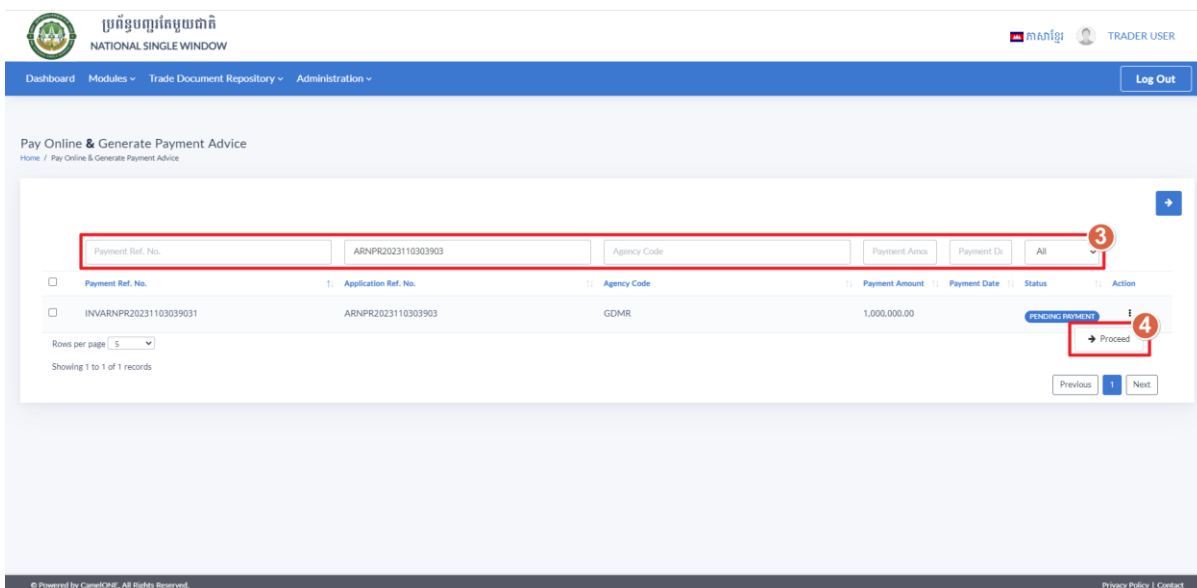 ប្រព័ន្ធបញ្ជរតែមួយជាតិ
NATIONAL SINGLE WINDOW
ភាសាខ្មែរ TRADER USER
Dashboard Modules Trade Document Repository Administration Log Out
Pay Online & Generate Payment Advice
Home / Pay Online & Generate Payment Advice
3
Payment Ref. No. ARNPR2023110303903 Agency Code Payment Amou Payment Da All
Payment Ref. No. Application Ref. No. Agency Code Payment Amount Payment Date Status Action
INVARNPR20231103039031 ARNPR2023110303903 GDMR 1,000,000.00 PENDING PAYMENT
4
Rows per page 5 Proceed
Showing 1 to 1 of 1 records
Previous 1 Next
© Powered by CamelONE. All Rights Reserved. Privacy Policy | Contact